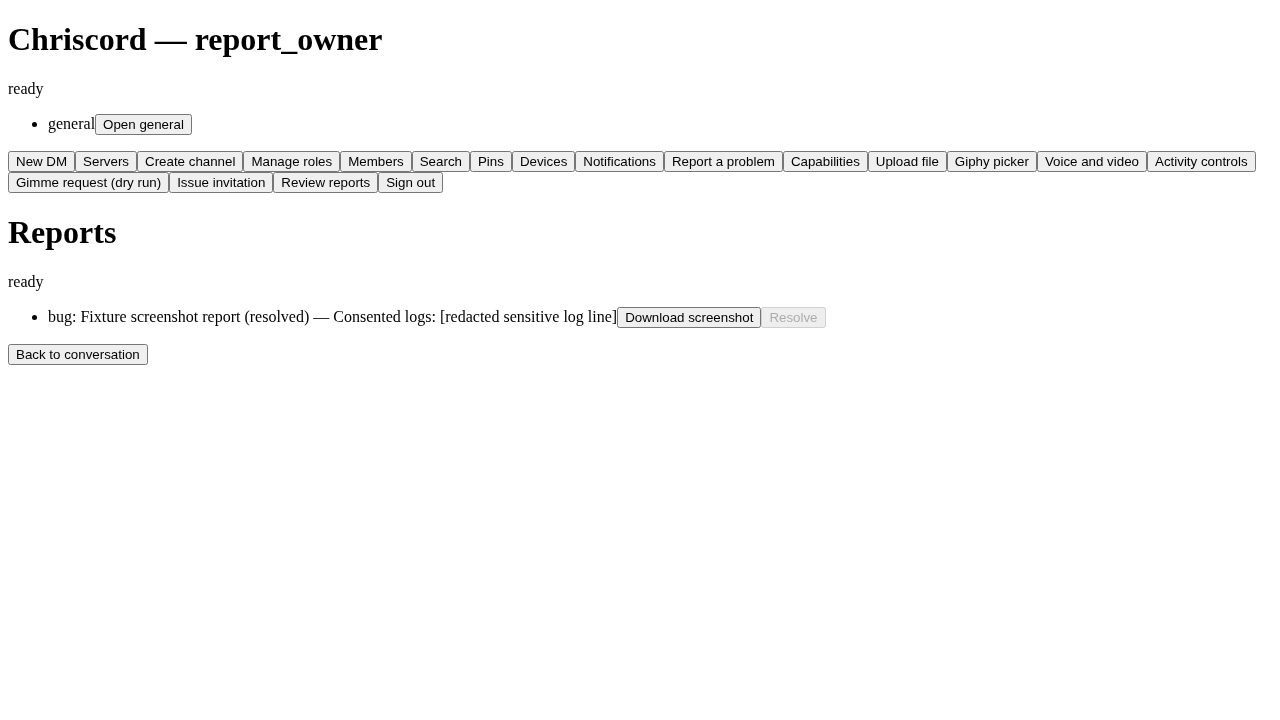 Chriscord — report_owner
ready
general Open general
New DM Servers Create channel Manage roles Members Search Pins Devices Notifications Report a problem Capabilities Upload file Giphy picker Voice and video Activity controls
Gimme request (dry run) Issue invitation Review reports Sign out
Reports
ready
bug: Fixture screenshot report (resolved) — Consented logs: [redacted sensitive log line] Download screenshot Resolve
Back to conversation